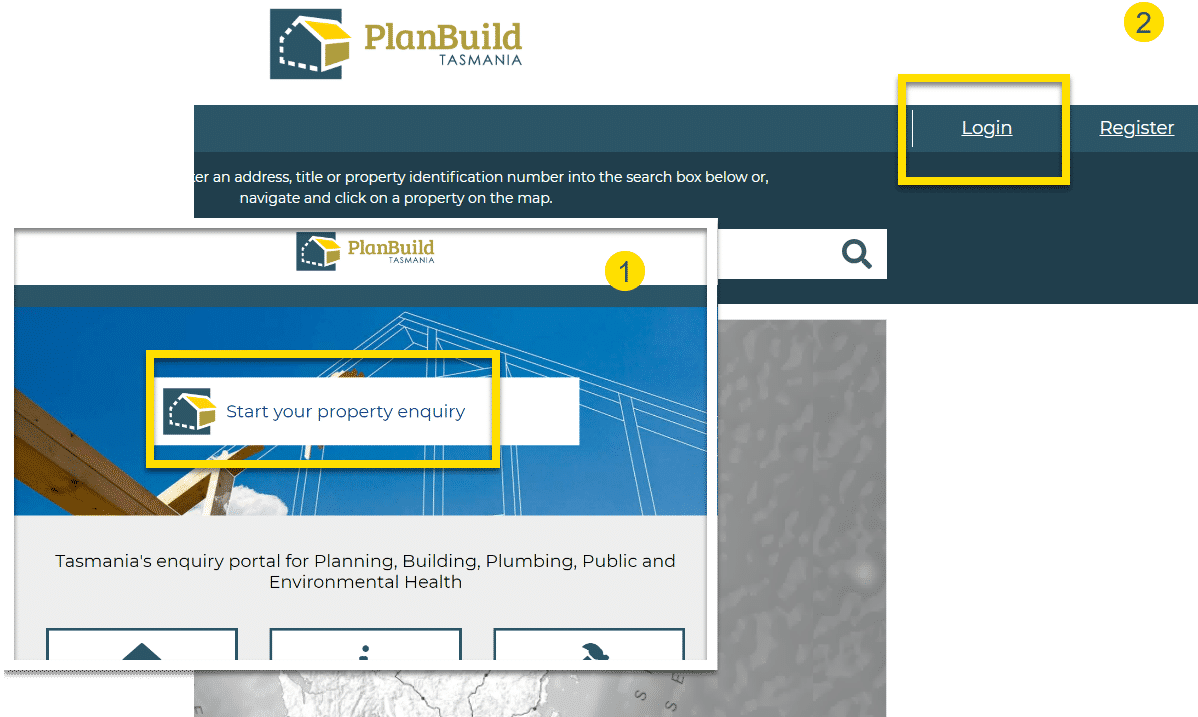 PlanBuild
TASMANIA
2
Login
Register
er an address, title or property identification number into the search box below or,
navigate and click on a property on the map.
PlanBuild
TASMANIA
1
Start your property enquiry
Tasmania's enquiry portal for Planning, Building, Plumbing, Public and
Environmental Health
S
S
E